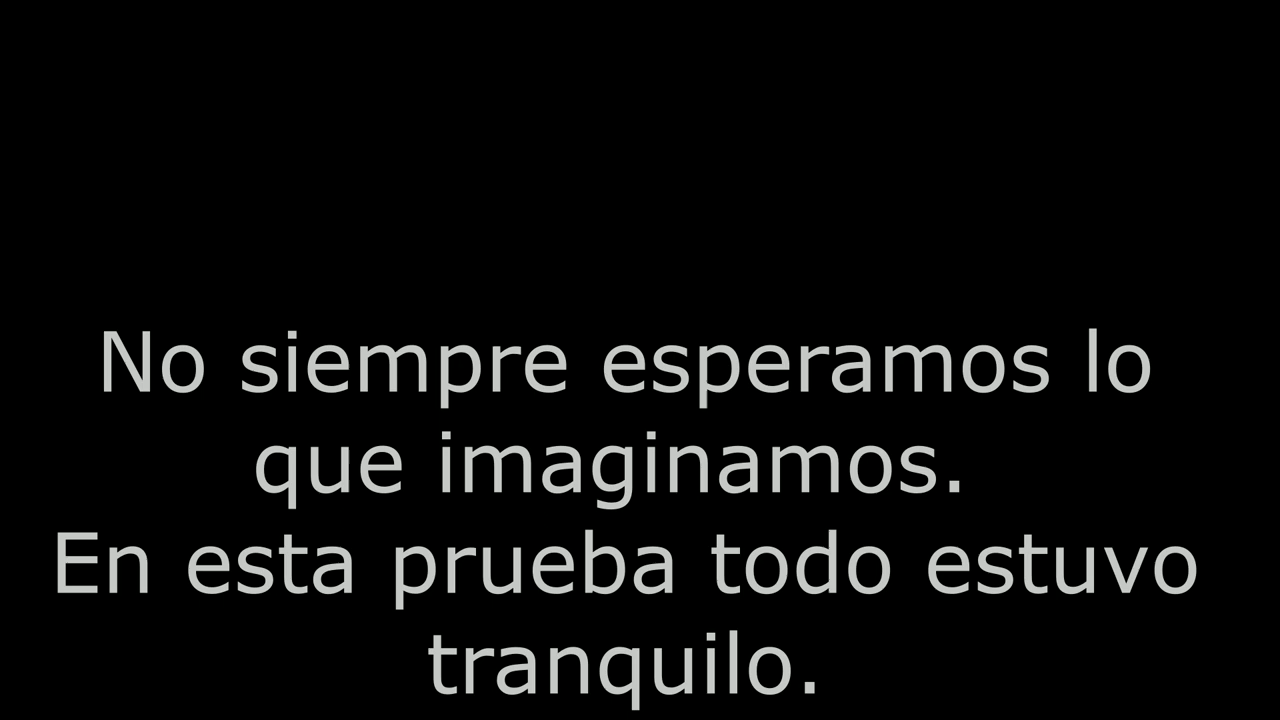 No siempre esperamos lo
que imaginamos.
En esta prueba todo estuvo
tranquilo.